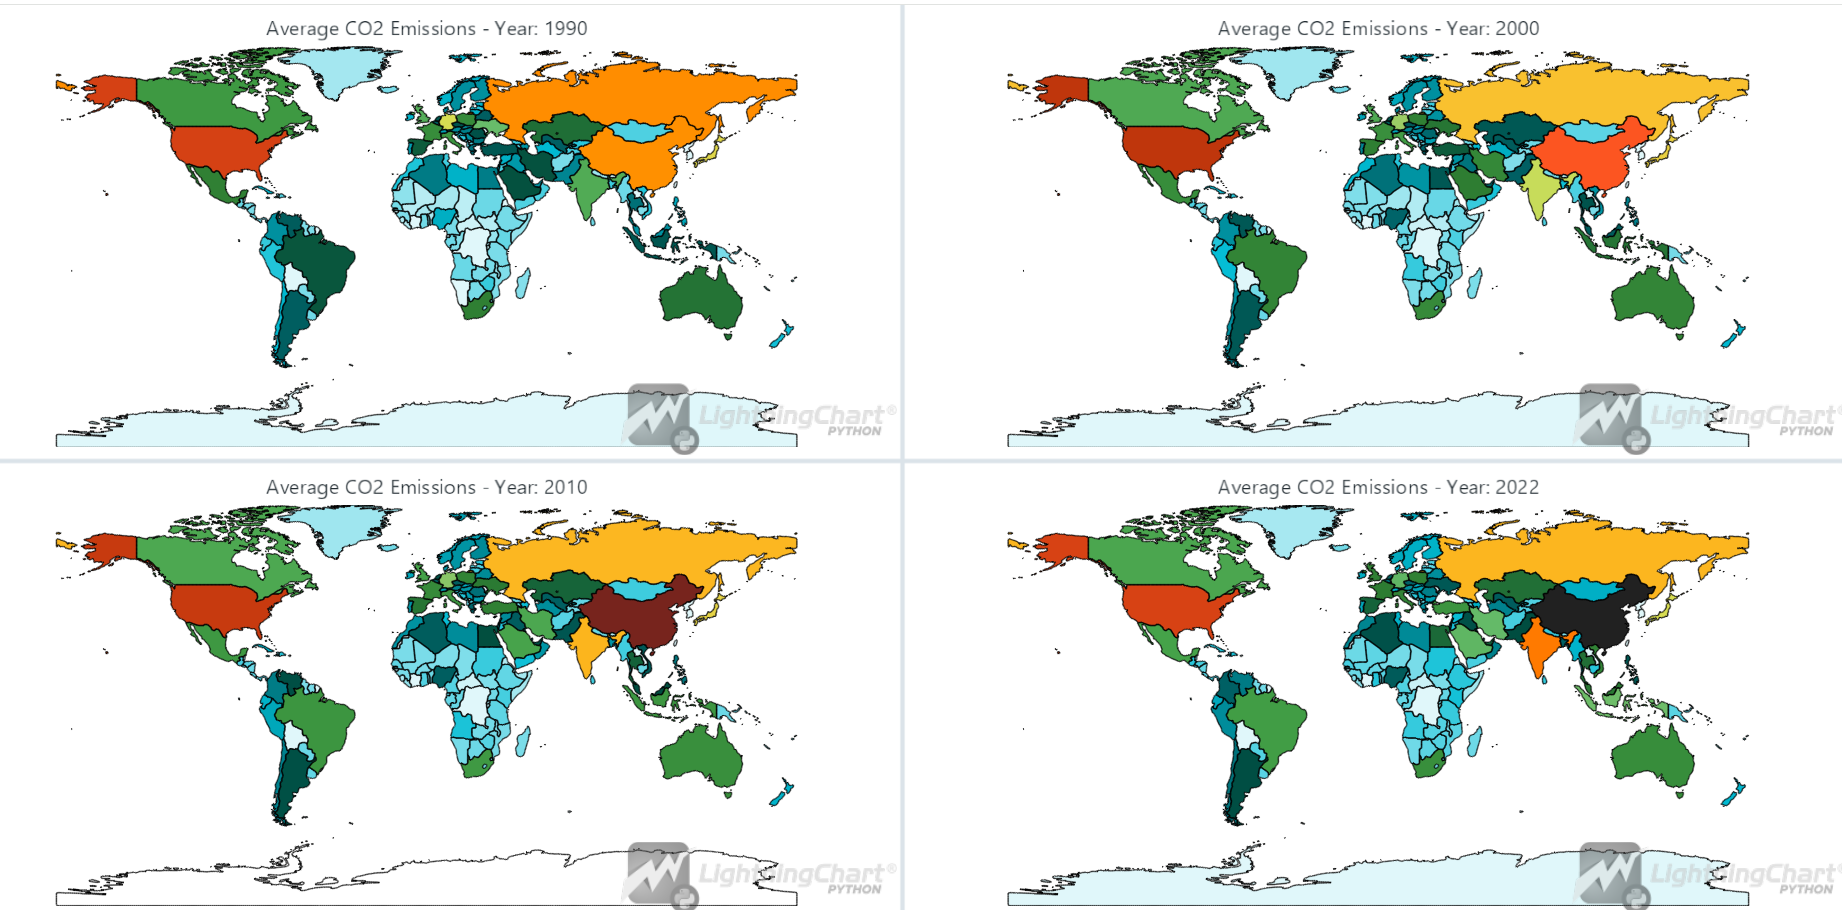 Average CO2 Emissions - Year: 1990
Average CO2 Emissions - Year: 2000
LightningChart®
PYTHON
LightningChart
PYTHON
Average CO2 Emissions - Year: 2010
Average CO2 Emissions - Year: 2022
LightningChart®
PYTHON
LightningChart
PYTHON